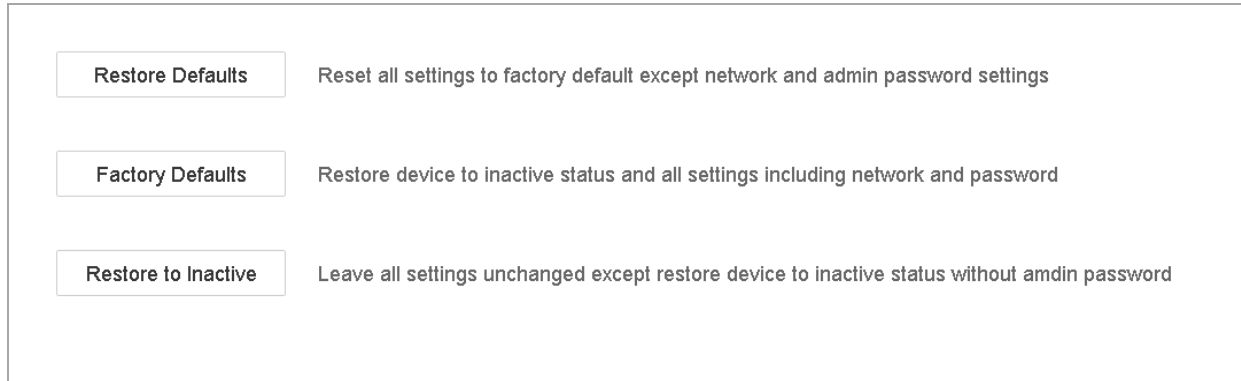 Restore Defaults Reset all settings to factory default except network and admin password settings
Factory Defaults Restore device to inactive status and all settings including network and password
Restore to Inactive Leave all settings unchanged except restore device to inactive status without amdin password